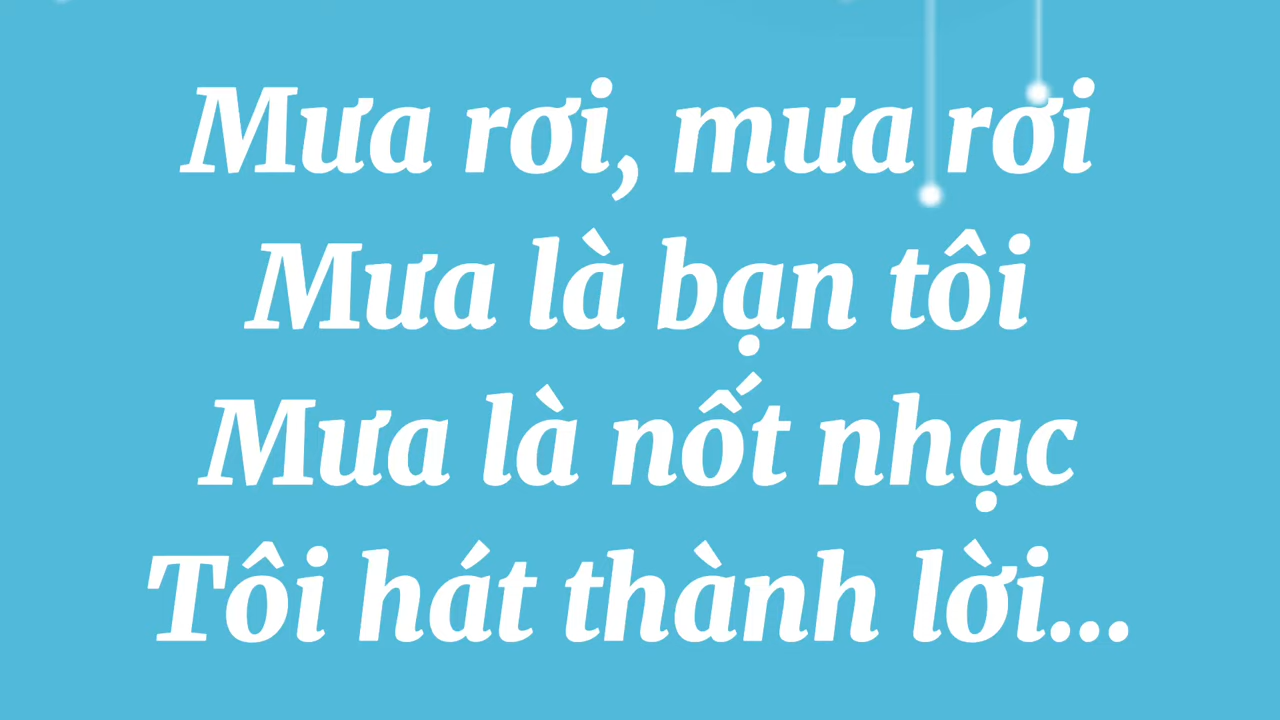 Mưa rơi, mưa rơi
Mưa là bạn tôi
Mưa là nốt nhạc
Tôi hát thành lời...